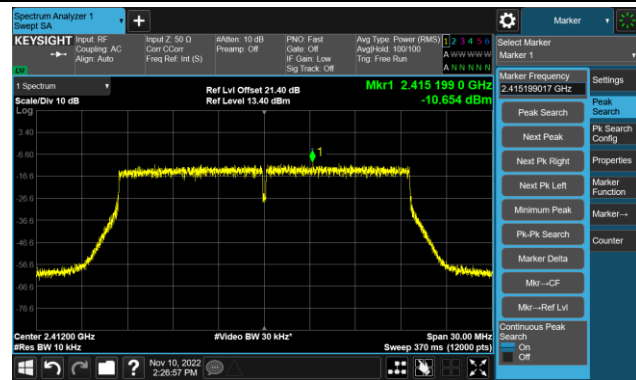 Spectrum Analyzer 1
Swept SA
Marker
KEYSIGHT
Input: RF
Coupling: AC
Align: Auto
Input Z: 50 Ω
Corr CCorr
Freq Ref: Int (S)
#Atten: 10 dB
Preamp: Off
PNO: Fast
Gate: Off
IF Gain: Low
Sig Track: Off
Avg Type: Power (RMS)
Avg|Hold: 100/100
Trig: Free Run
1 2 3 4 5 6
A W W W W W
A N N N N N
LW
Select Marker
Marker 1
1 Spectrum
Scale/Div 10 dB
Log
Ref Lvl Offset 21.40 dB
Ref Level 13.40 dBm
Mkr1 2.415 199 0 GHz
-10.654 dBm
3.40
-6.60
-16.6
-26.6
-36.6
-46.6
-56.6
-66.6
-76.6
1
Center 2.41200 GHz
#Res BW 10 kHz
#Video BW 30 kHz*
Span 30.00 MHz
Sweep 370 ms (12000 pts)
Marker Frequency
2.415199017 GHz
Peak Search
Next Peak
Next Pk Right
Next Pk Left
Minimum Peak
Pk-Pk Search
Marker Delta
Mkr→CF
Mkr→Ref Lvl
Continuous Peak
Search
On
Off
Settings
Peak
Search
Pk Search
Config
Properties
Marker
Function
Marker→
Counter
Nov 10, 2022
2:26:57 PM